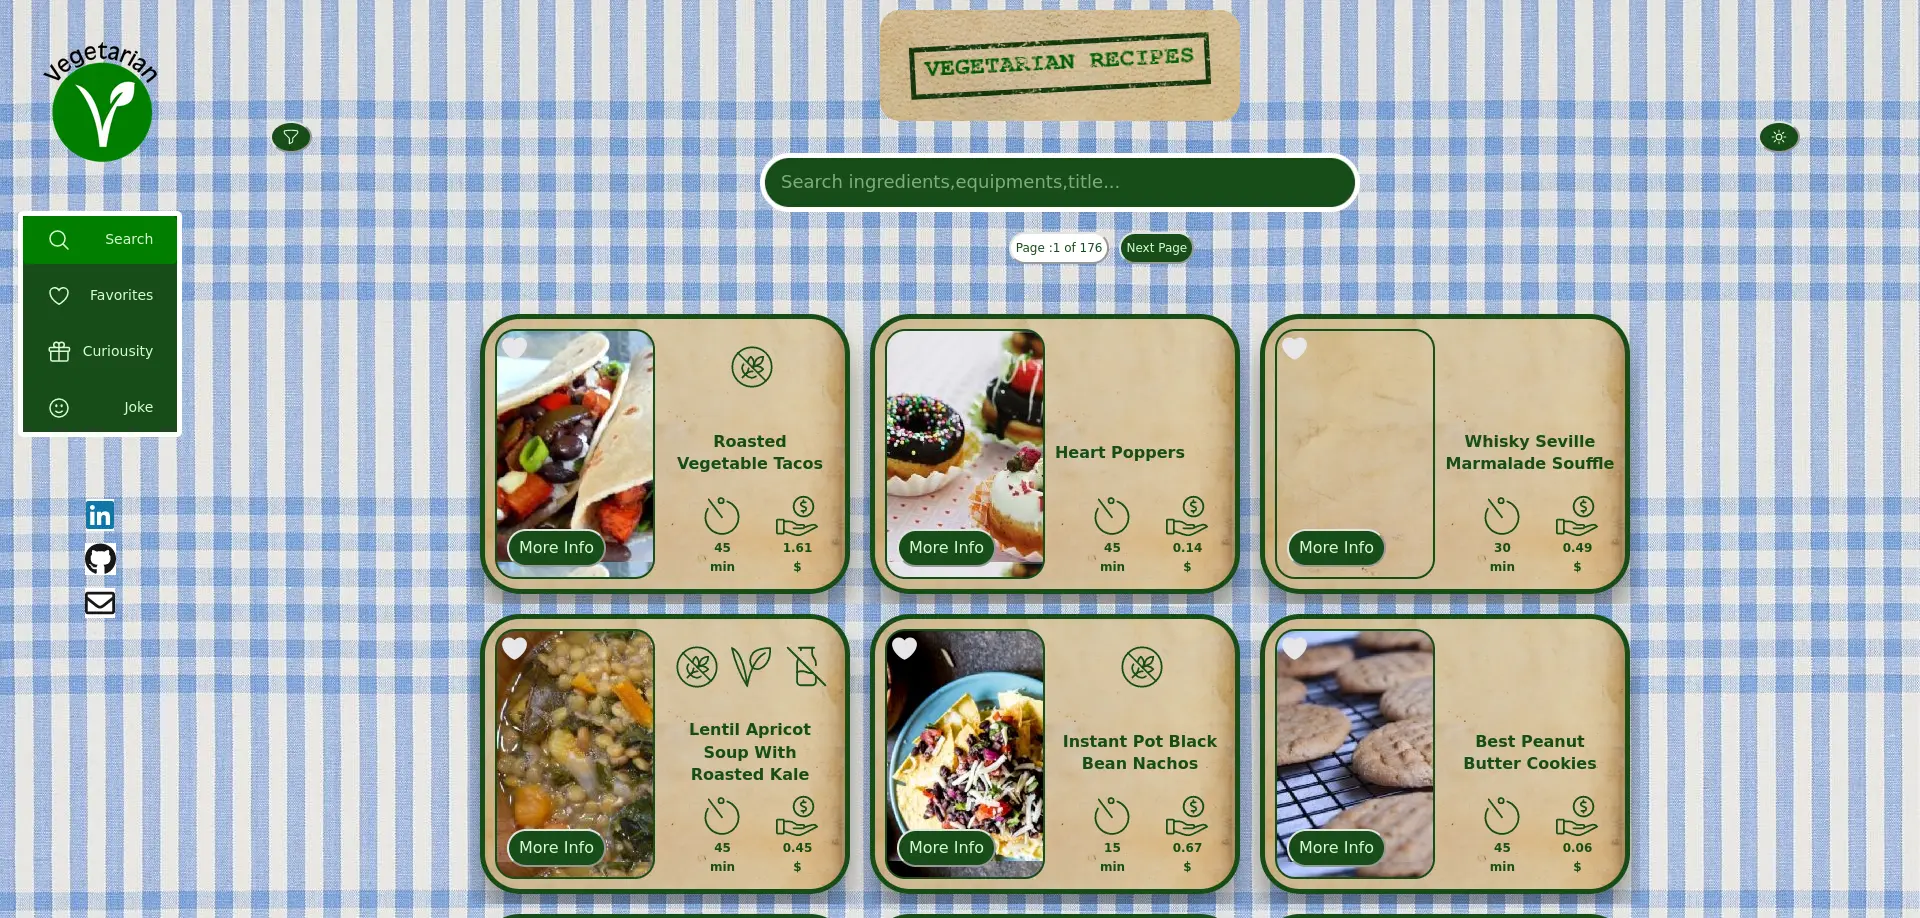 Vegetarian
VEGETARIAN RECIPES
Search ingredients,equipments,title...
Page :1 of 176
Next Page
Search
Favorites
Curiousity
Joke
in
Roasted
Vegetable Tacos
More Info
45
min
1.61
$
Heart Poppers
More Info
45
min
0.14
$
Whisky Seville
Marmalade Souffle
More Info
30
min
0.49
$
Lentil Apricot
Soup With
Roasted Kale
More Info
45
min
0.45
$
Instant Pot Black
Bean Nachos
More Info
15
min
0.67
$
Best Peanut
Butter Cookies
More Info
45
min
0.06
$